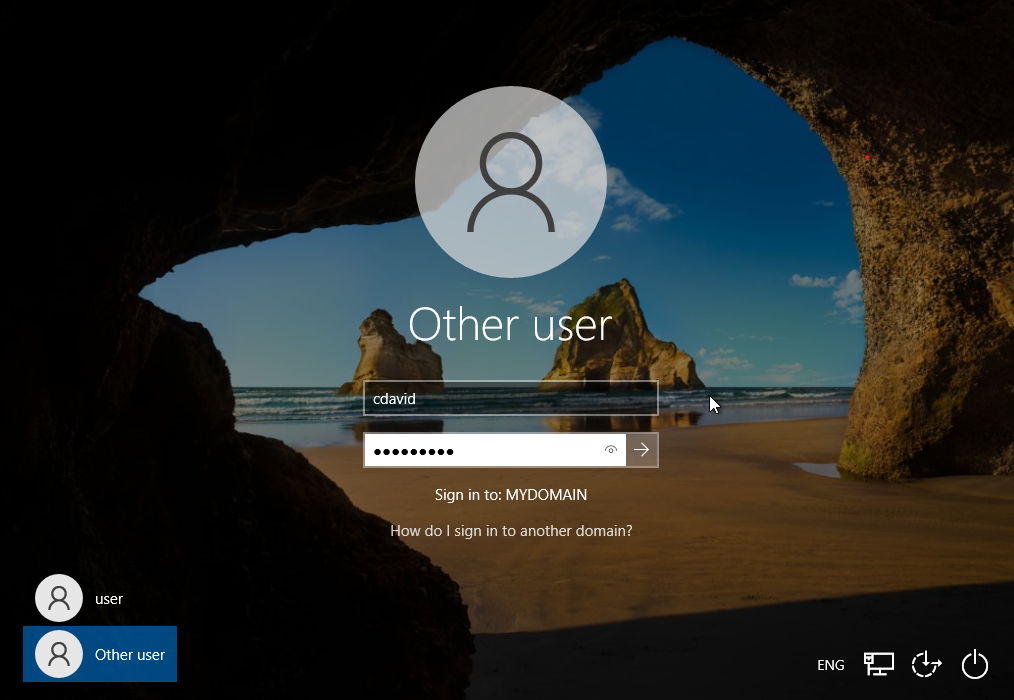 Other user
cdavid
•••••••••
Sign in to: MYDOMAIN
How do I sign in to another domain?
user
Other user
ENG